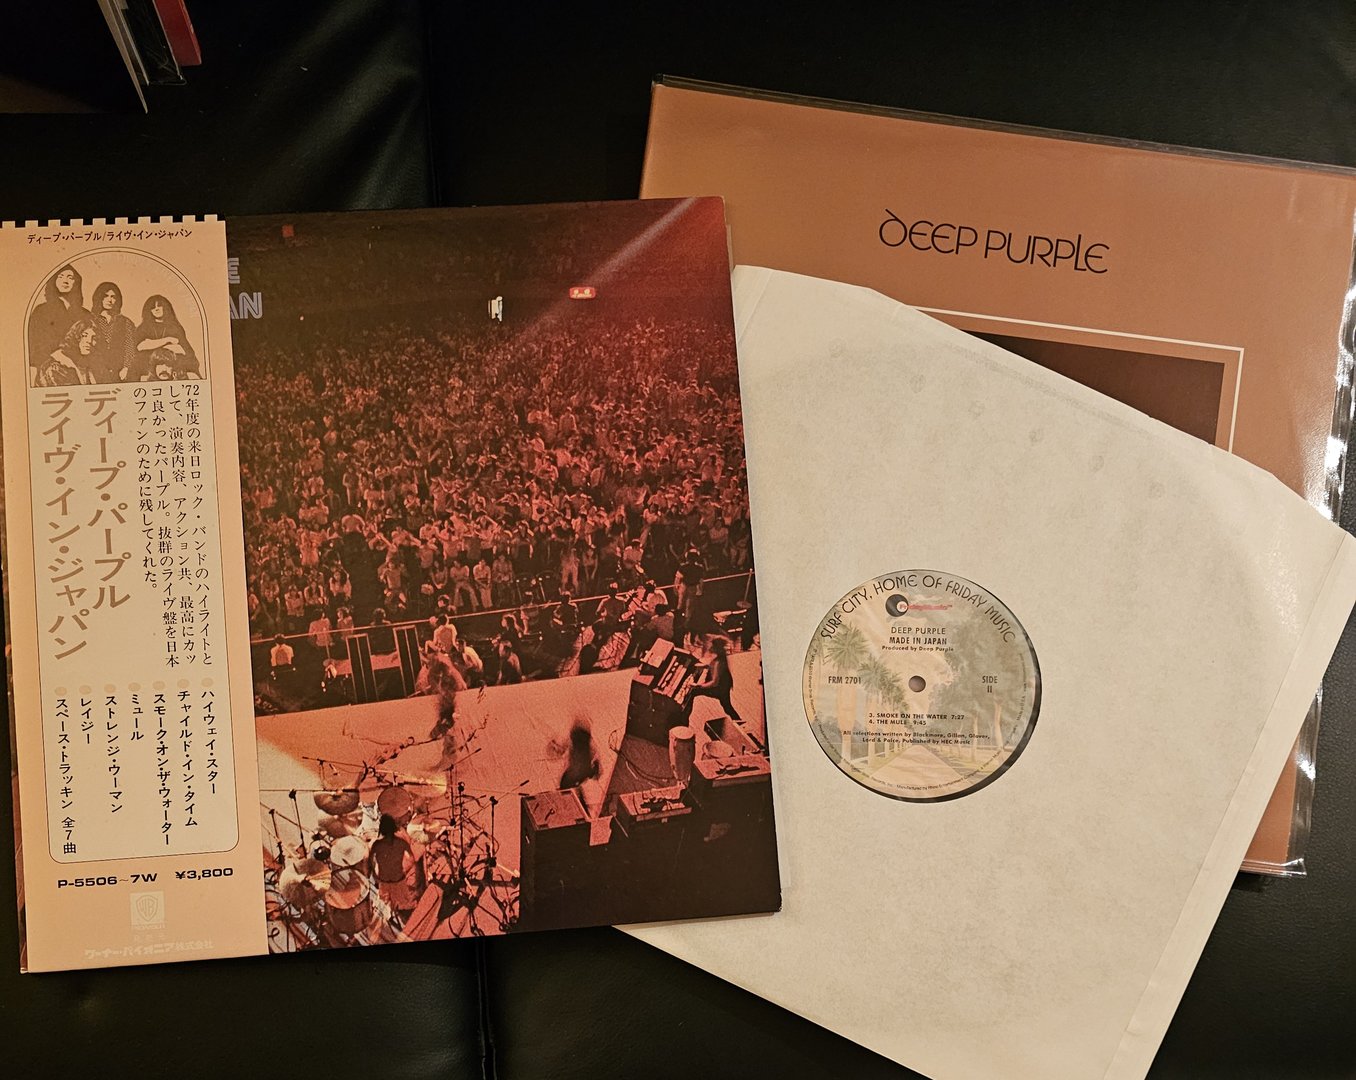 ディープ・パープル/ライヴ・イン・ジャパン
'72年度の来日ロック・バンドのハイライトと
して、演奏内容、アクション共、最高にカッ
コ良かったパープル。抜群のライヴ盤を日本
のファンのために残してくれた。
ディープ・パープル
ライヴ・イン・ジャパン
ハイウェイ・スター
チャイルド・イン・タイム
スモーク・オン・ザ・ウォーター
ミュール
ストレンジ・ウーマン
レイジー
スペース・トラッキン 全7曲
P-5506~7W ¥3,800
ワーナー・パイオニア株式会社
E
AN
DEEP PURPLE
SURF CITY, HOME OF FRIDAY MUSIC
FridayMusic™
DEEP PURPLE
MADE IN JAPAN
Produced by Deep Purple
FRM 2701
SIDE
II
3. SMOKE ON THE WATER 7:27
4. THE MULE 9:45
All selections written by Blackmore, Gillan, Glover,
Lord & Paice, Published by HEC Music